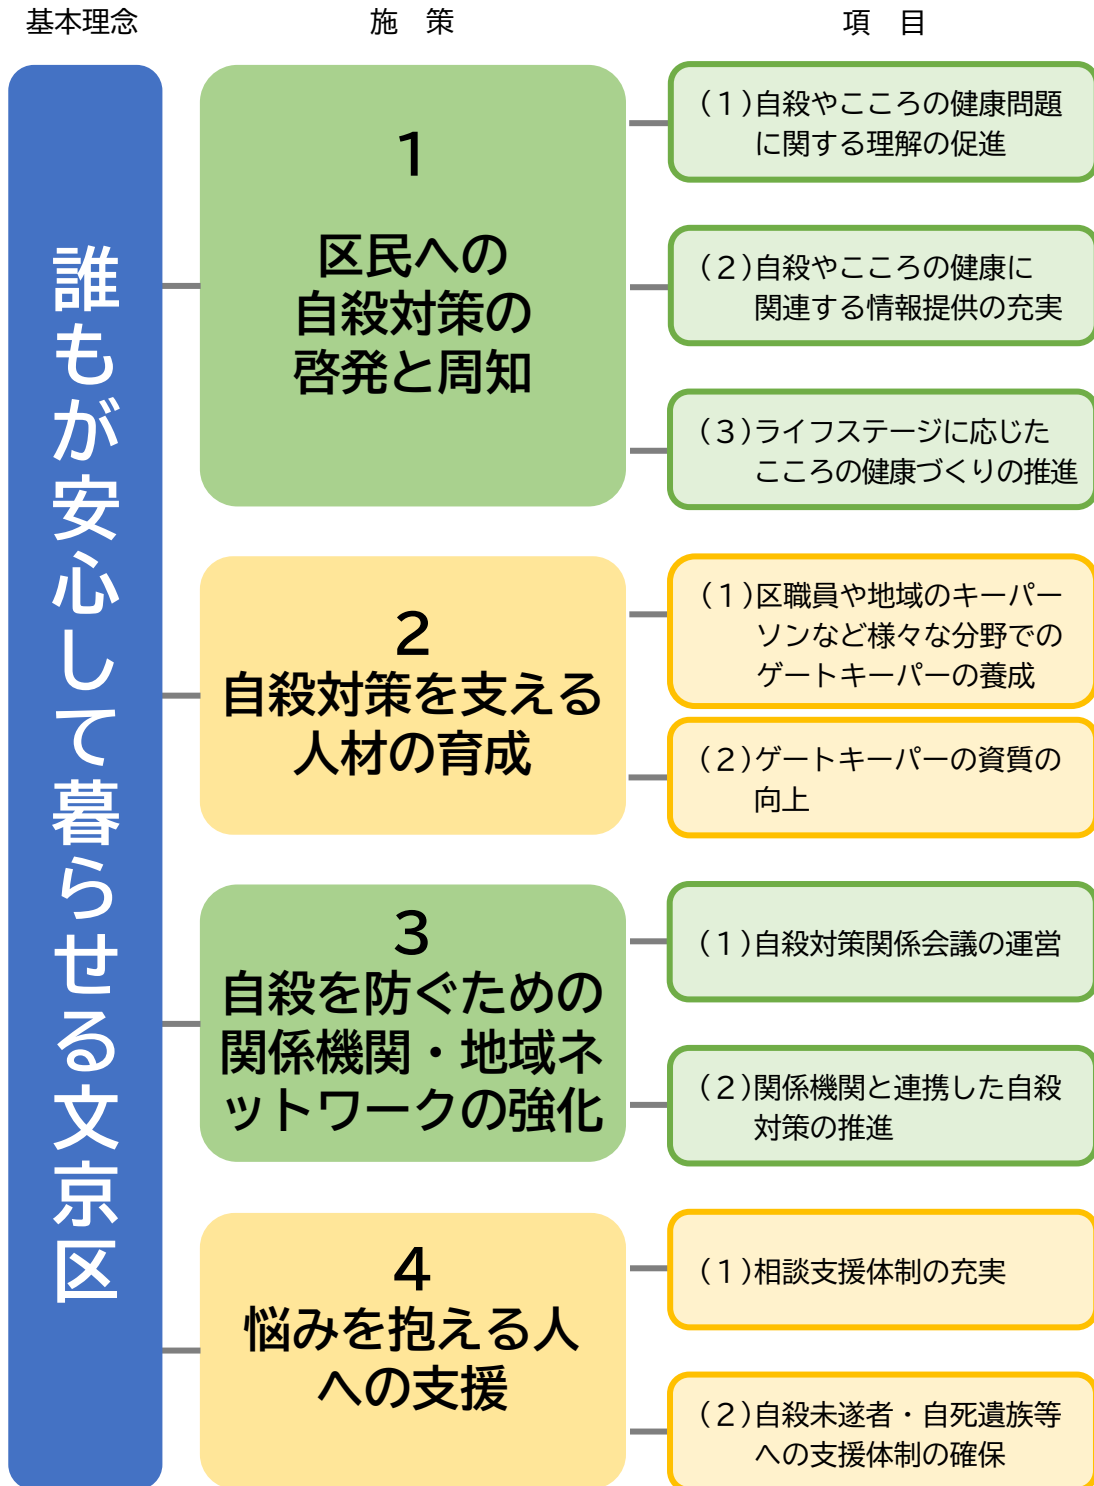 基本理念
施　策
項　目
誰もが安心して暮らせる文京区
1
区民への
自殺対策の
啓発と周知
（1）自殺やこころの健康問題
に関する理解の促進
（2）自殺やこころの健康に
関連する情報提供の充実
（3）ライフステージに応じた
こころの健康づくりの推進
2
自殺対策を支える
人材の育成
（1）区職員や地域のキーパー
ソンなど様々な分野での
ゲートキーパーの養成
（2）ゲートキーパーの資質の
向上
3
自殺を防ぐための
関係機関・地域ネ
ットワークの強化
（1）自殺対策関係会議の運営
（2）関係機関と連携した自殺
対策の推進
4
悩みを抱える人
への支援
（1）相談支援体制の充実
（2）自殺未遂者・自死遺族等
への支援体制の確保